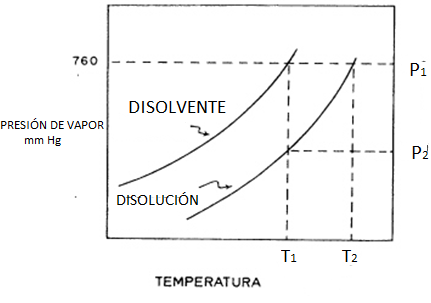 760
P1
DISOLVENTE
PRESIÓN DE VAPOR
mm Hg
P2
DISOLUCIÓN
T1
T2
TEMPERATURA